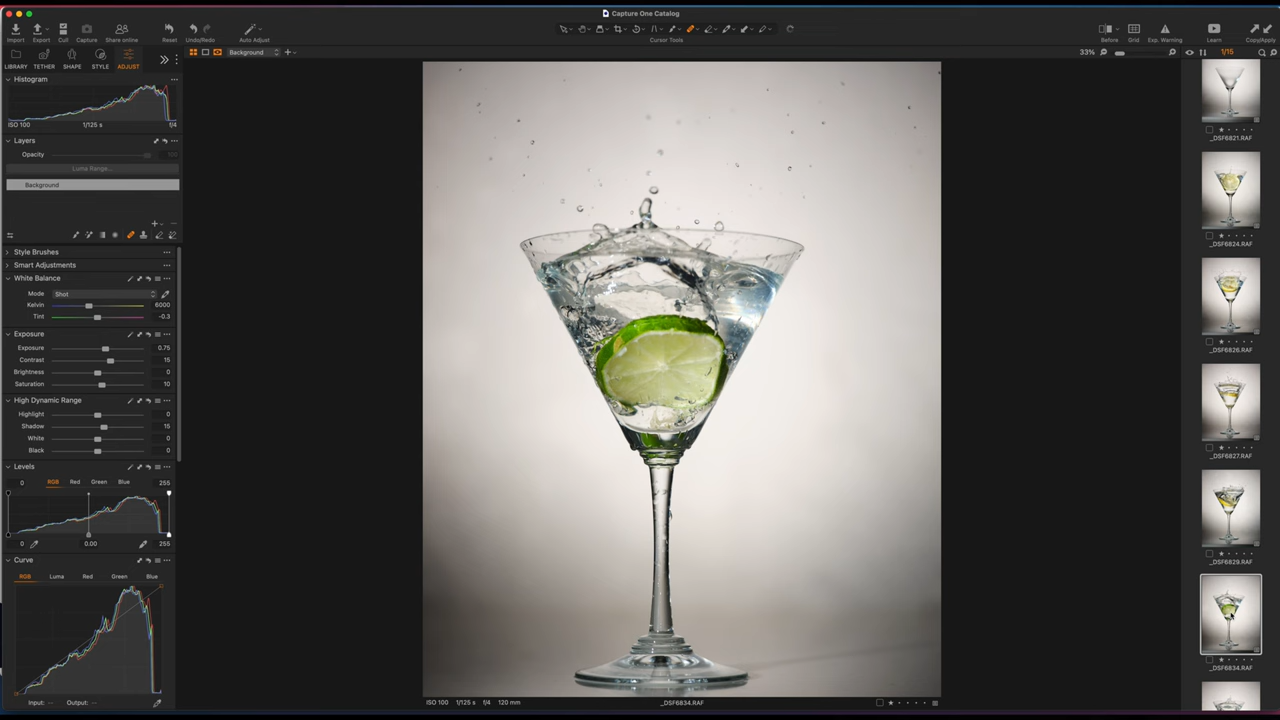 Capture One Catalog
Import Export Cull Capture Share online Reset Undo/Redo Auto Adjust Cursor Tools Before Grid Exp. Warning Learn Copy/Apply
LIBRARY TETHER SHAPE STYLE ADJUST Background 33% 1/15
Histogram
ISO 100 1/125 s f/4
Layers
Opacity 100
Luma Range...
Background
Style Brushes
Smart Adjustments
White Balance
Mode Shot
Kelvin 6000
Tint -0.3
Exposure
Exposure 0.75
Contrast 15
Brightness 0
Saturation 10
High Dynamic Range
Highlight 0
Shadow 15
White 0
Black 0
Levels
0 RGB Red Green Blue 255
0 0.00 255
Curve
RGB Luma Red Green Blue
Input: -- Output: --
ISO 100 1/125 s f/4 120 mm _DSF6834.RAF
_DSF6821.RAF
_DSF6824.RAF
_DSF6826.RAF
_DSF6827.RAF
_DSF6829.RAF
_DSF6834.RAF